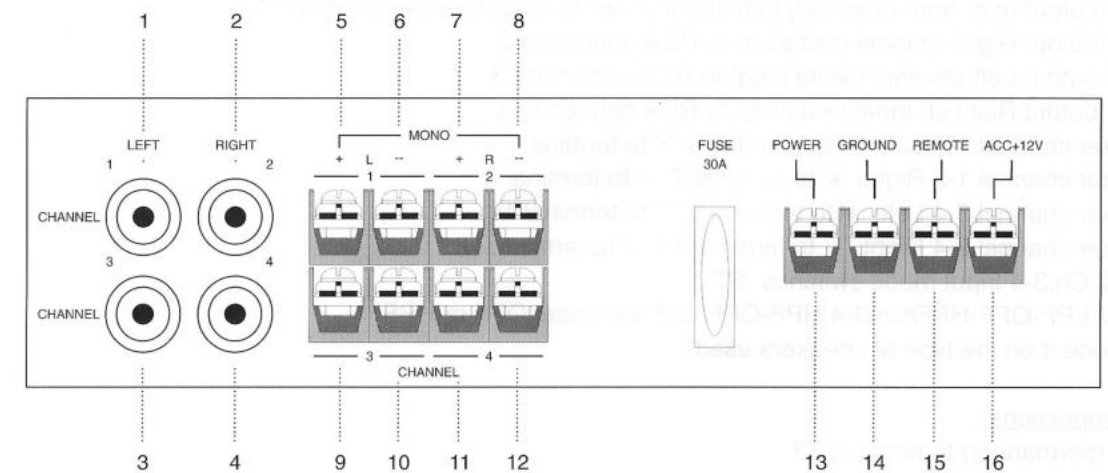 1 2 5 6 7 8
MONO
LEFT RIGHT
+ L -- + R --
1 2 1 2
CHANNEL
3 4
CHANNEL
3 4
CHANNEL
FUSE
30A
POWER GROUND REMOTE ACC+12V
3 4 9 10 11 12 13 14 15 16